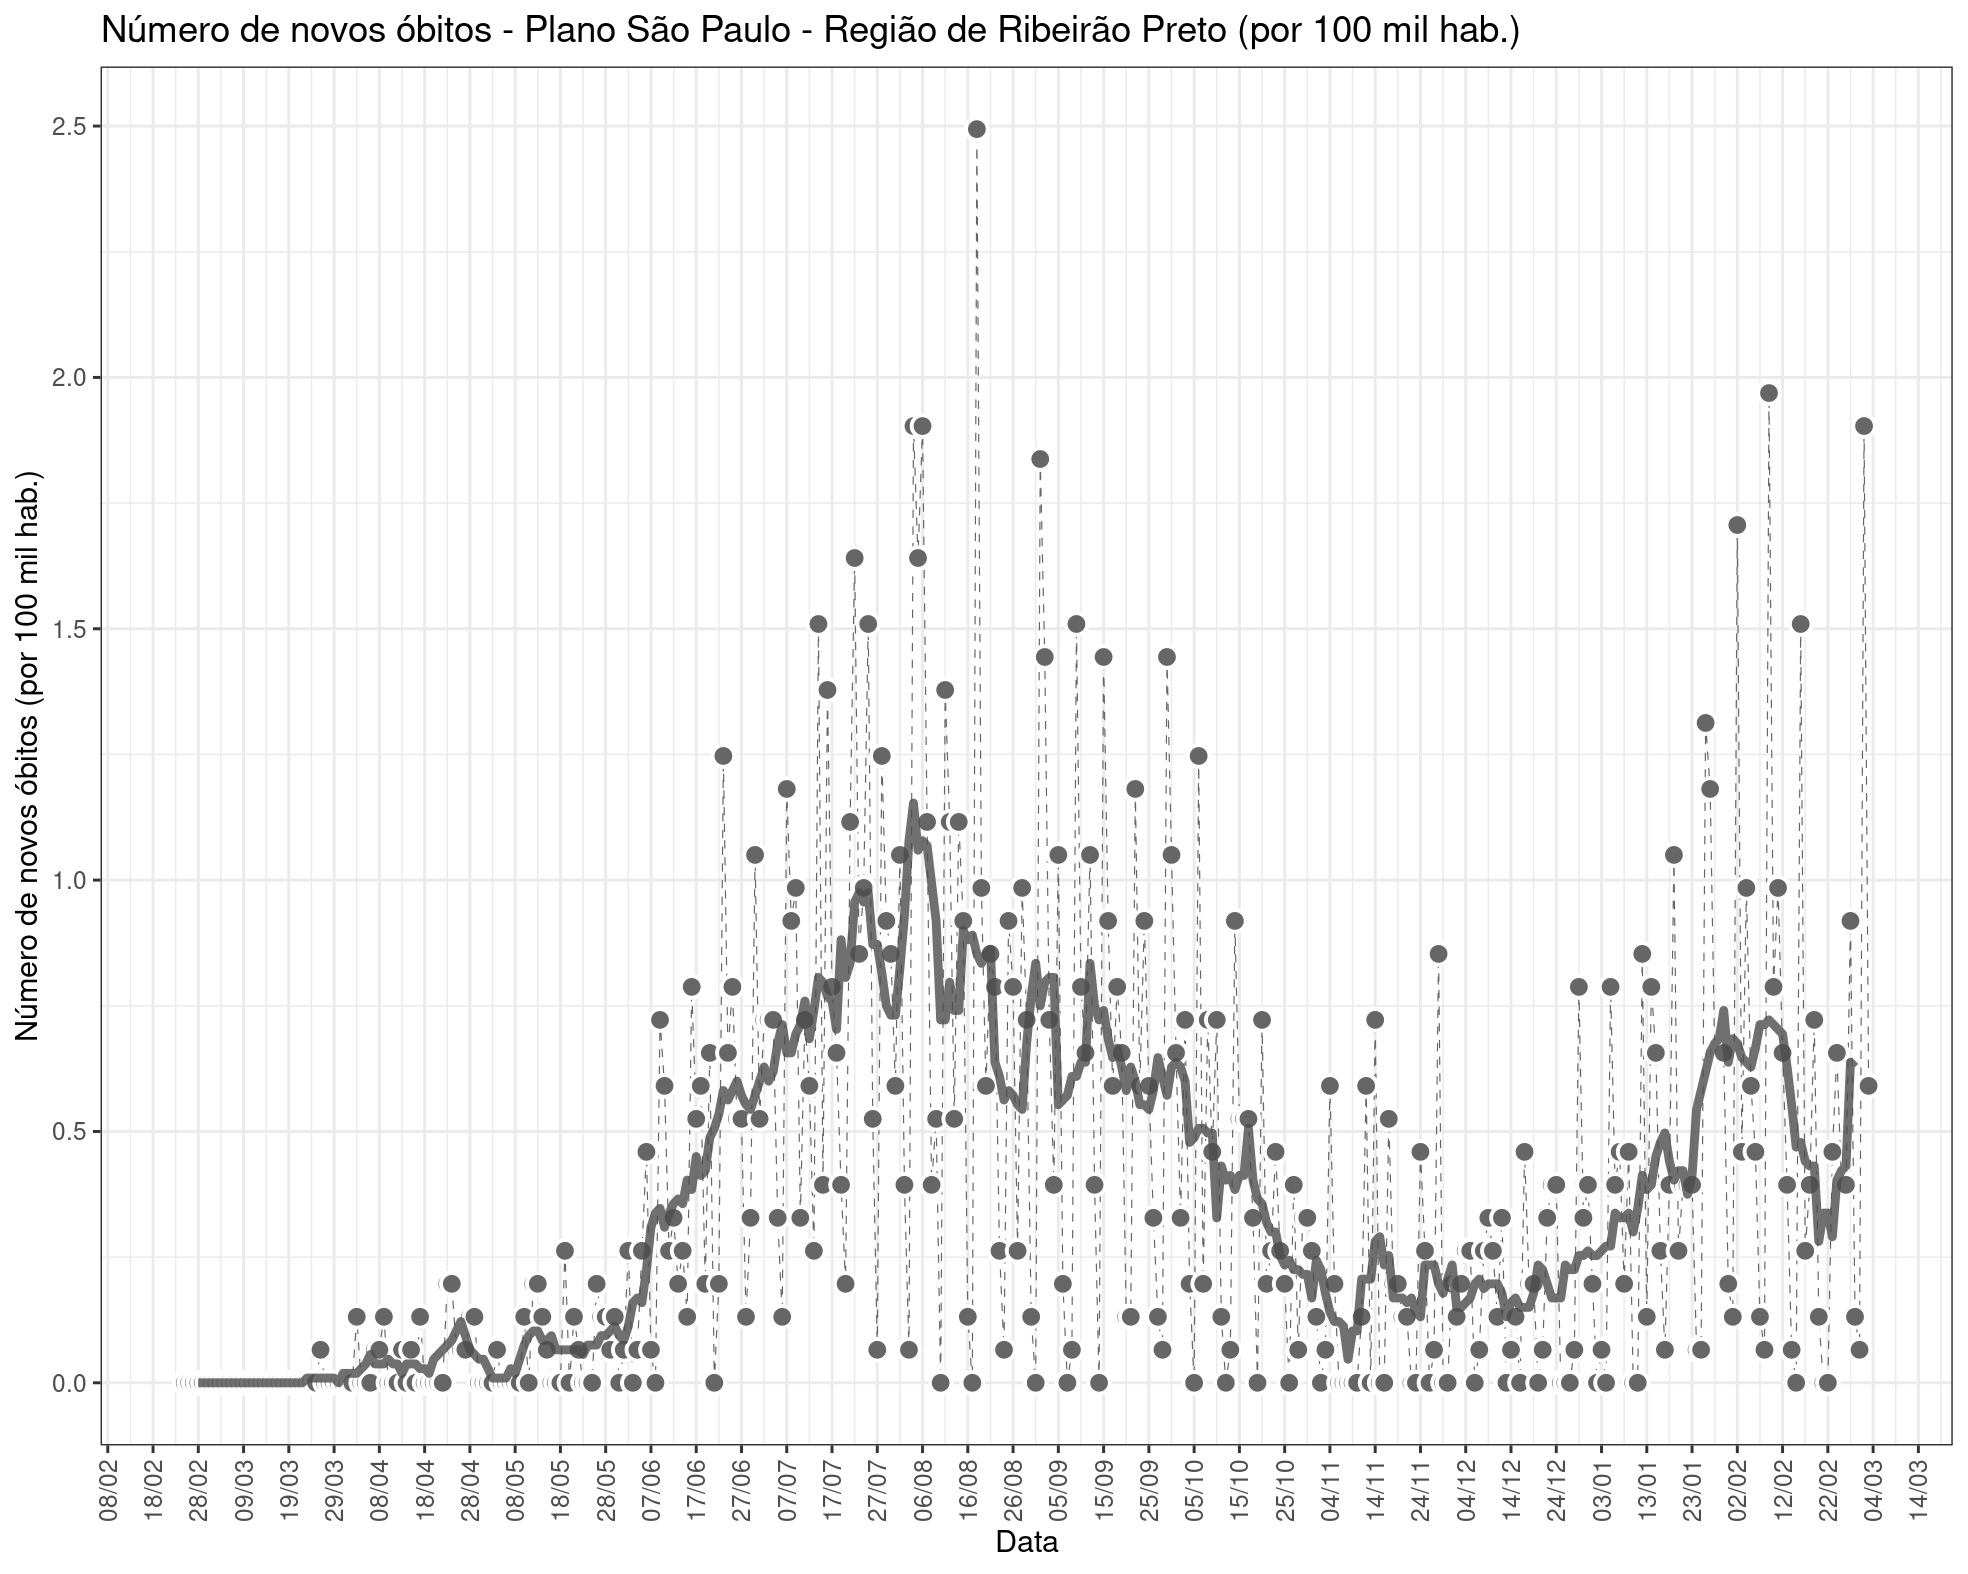 Número de novos óbitos - Plano São Paulo - Região de Ribeirão Preto (por 100 mil hab.)
Número de novos óbitos (por 100 mil hab.)
2.5
2.0
1.5
1.0
0.5
0.0
08/02 18/02 28/02 09/03 19/03 29/03 08/04 18/04 28/04 08/05 18/05 28/05 07/06 17/06 27/06 07/07 17/07 27/07 06/08 16/08 26/08 05/09 15/09 25/09 05/10 15/10 25/10 04/11 14/11 24/11 04/12 14/12 24/12 03/01 13/01 23/01 02/02 12/02 22/02 04/03 14/03
Data